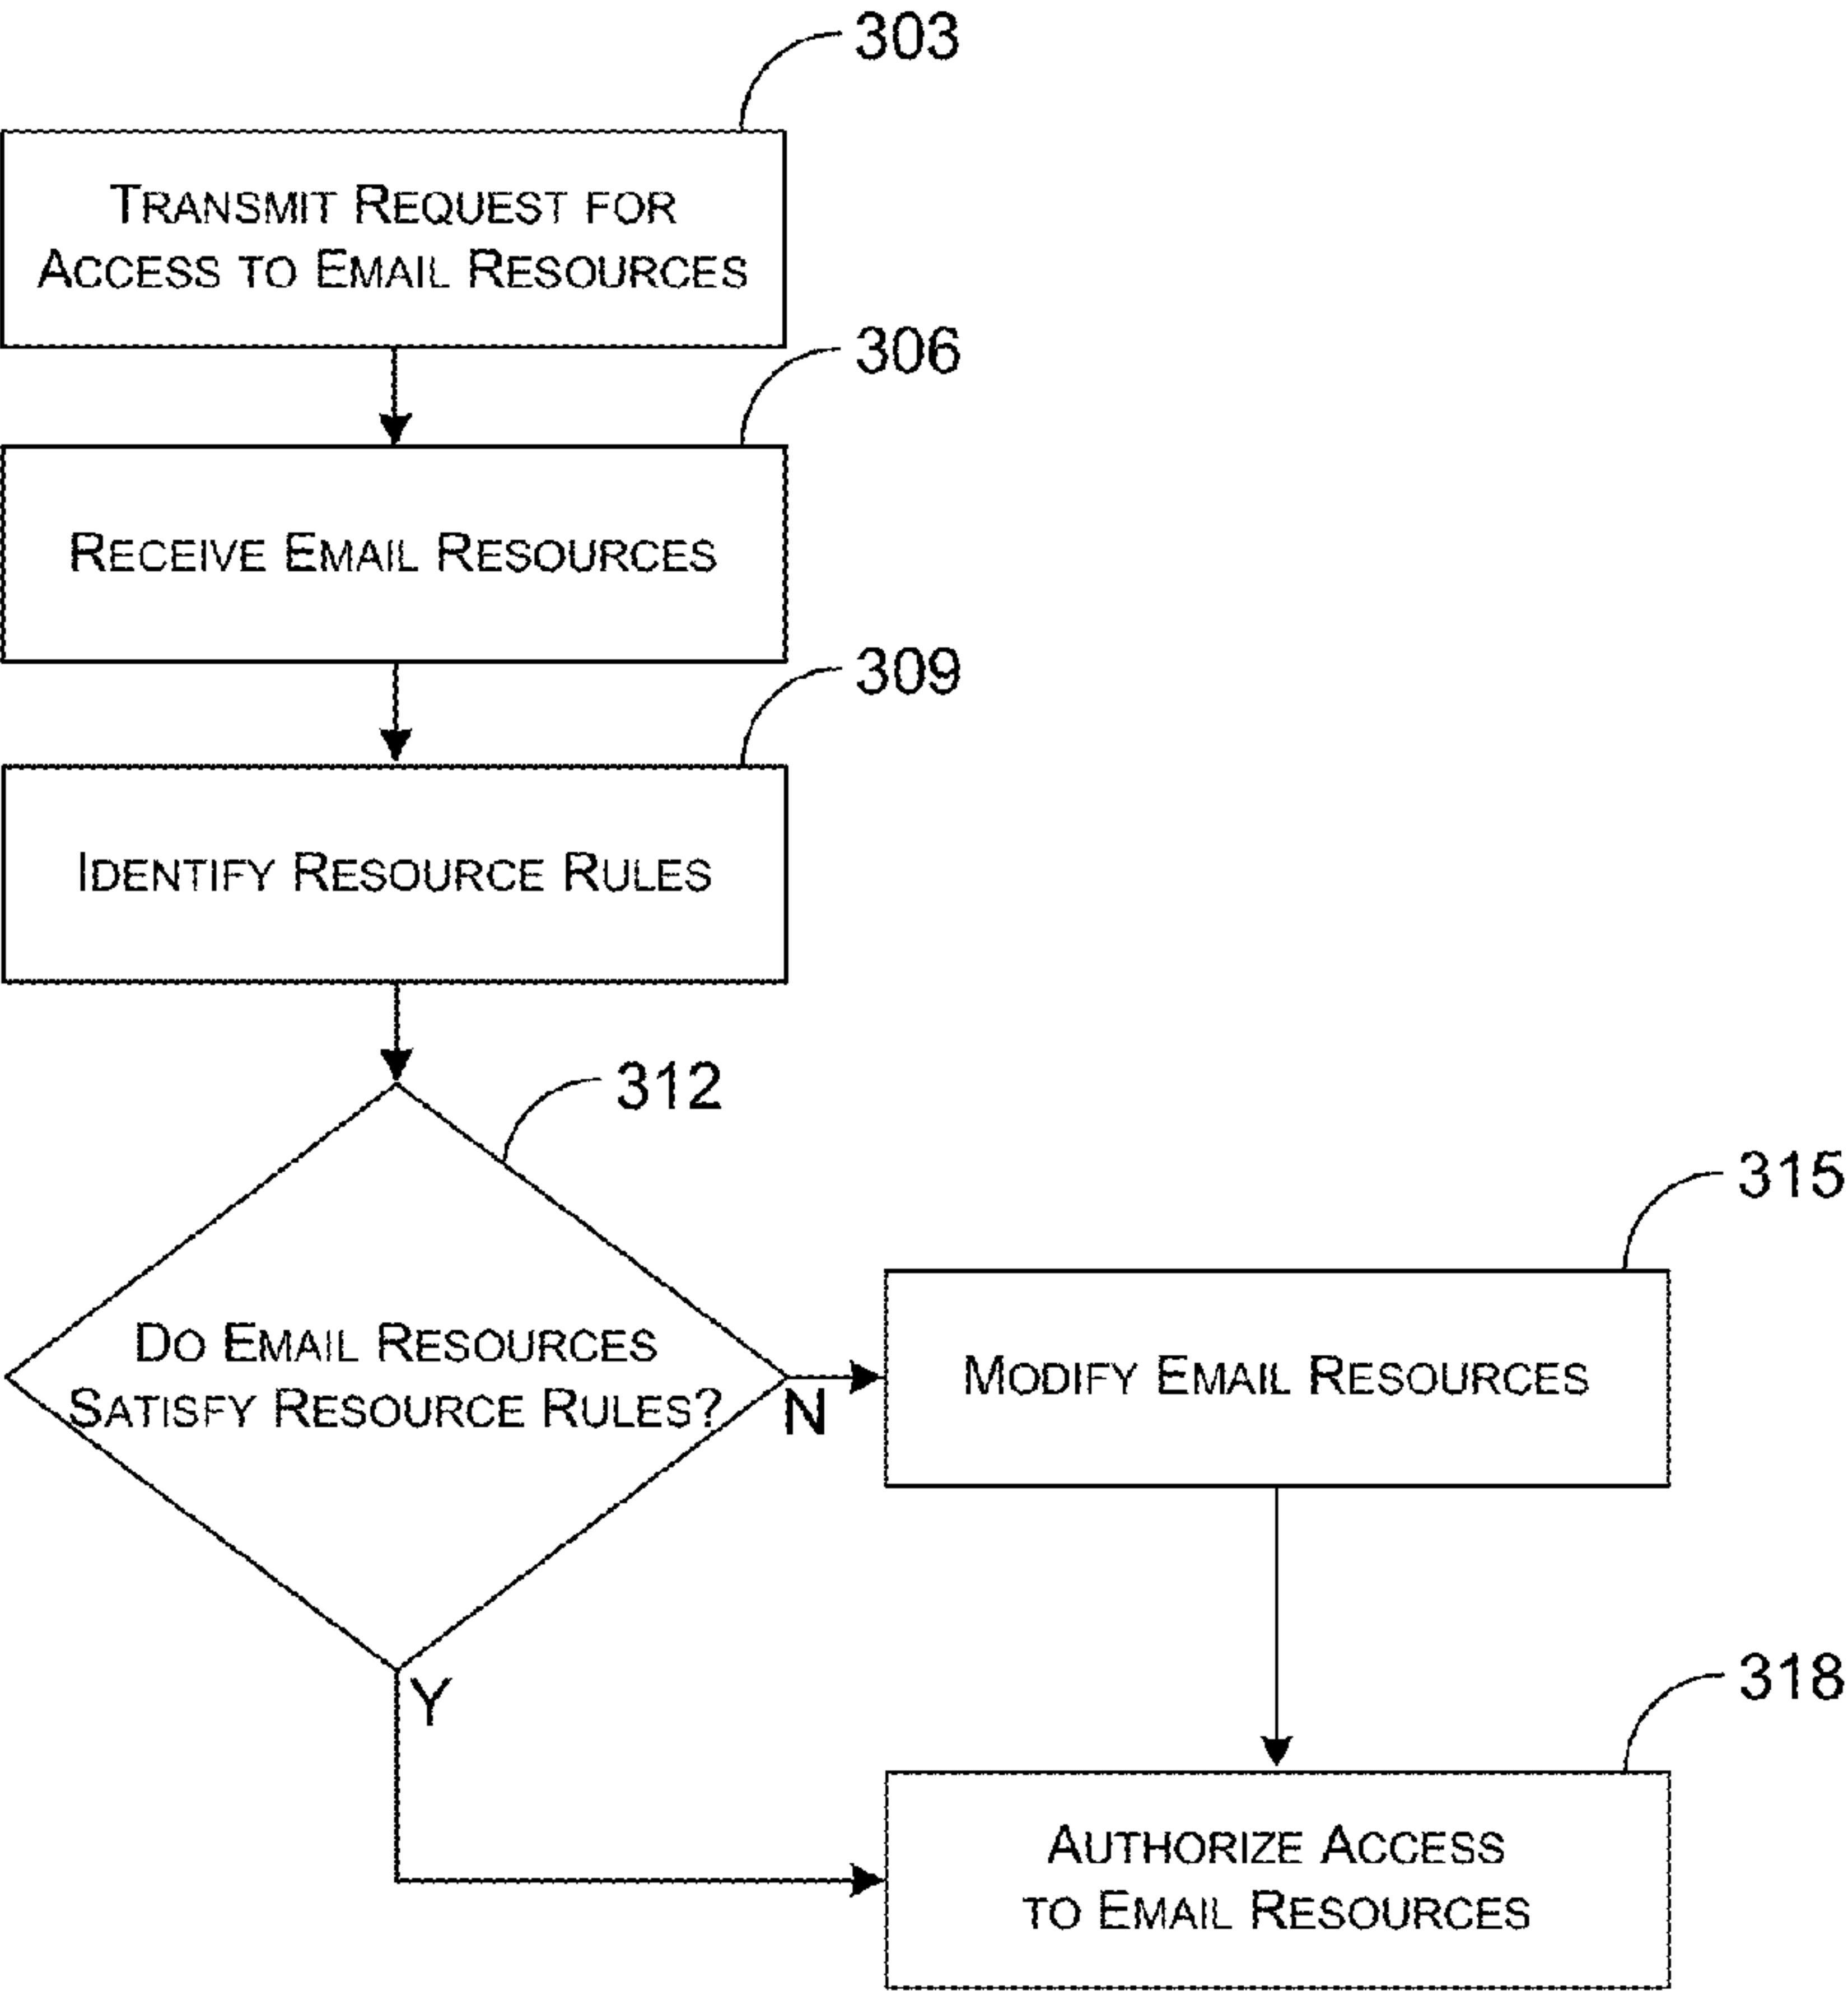 303
TRANSMIT REQUEST FOR
ACCESS TO EMAIL RESOURCES
306
RECEIVE EMAIL RESOURCES
309
IDENTIFY RESOURCE RULES
312
DO EMAIL RESOURCES
SATISFY RESOURCE RULES?
N
315
MODIFY EMAIL RESOURCES
Y
318
AUTHORIZE ACCESS
TO EMAIL RESOURCES